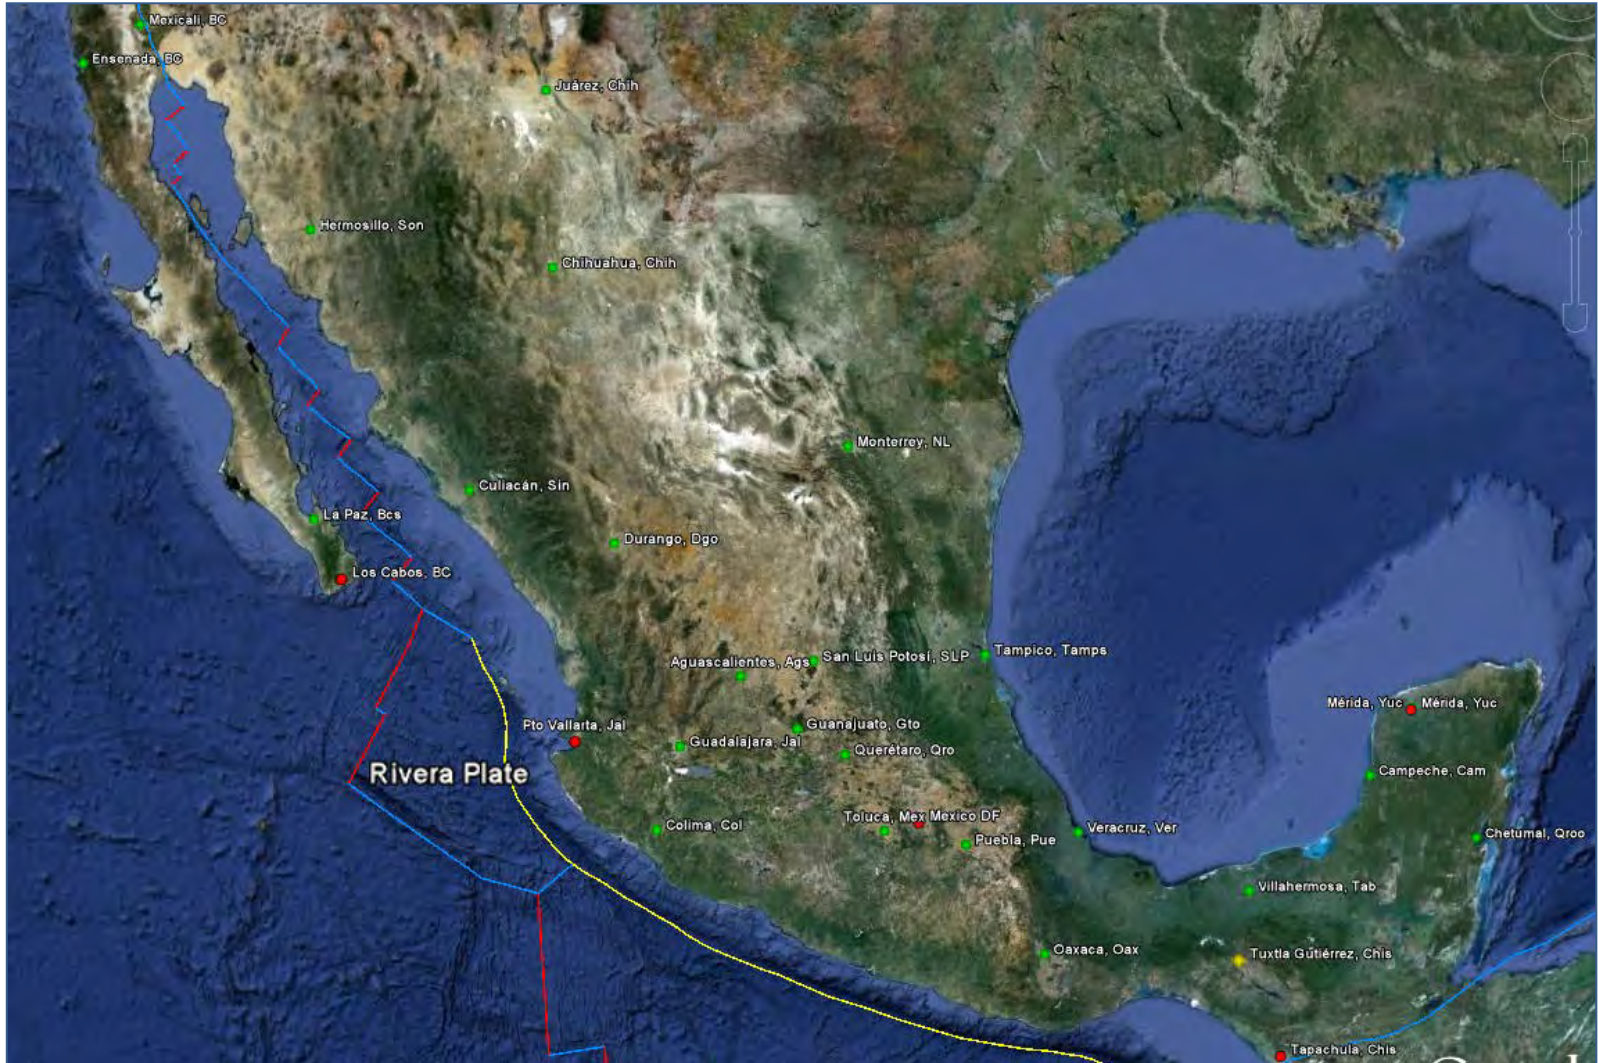 Mexicali, BC
Ensenada, BC
Juárez, Chih
Hermosillo, Son
Chihuahua, Chih
Monterrey, NL
Culiacán, Sin
La Paz, Bcs
Durango, Dgo
Los Cabos, BC
Tampico, Tamps
San Luis Potosí, SLP
Aguascalientes, Ags
Mérida, Yuc Mérida, Yuc
Pto Vallarta, Jal
Guanajuato, Gto
Guadalajara, Jal
Querétaro, Qro
Rivera Plate
Campeche, Cam
Toluca, Mex Mexico DF
Colima, Col
Veracruz, Ver
Chetumal, Qroo
Puebla, Pue
Villahermosa, Tab
Oaxaca, Oax
Tuxtla Gutiérrez, Chis
Tapachula, Chis